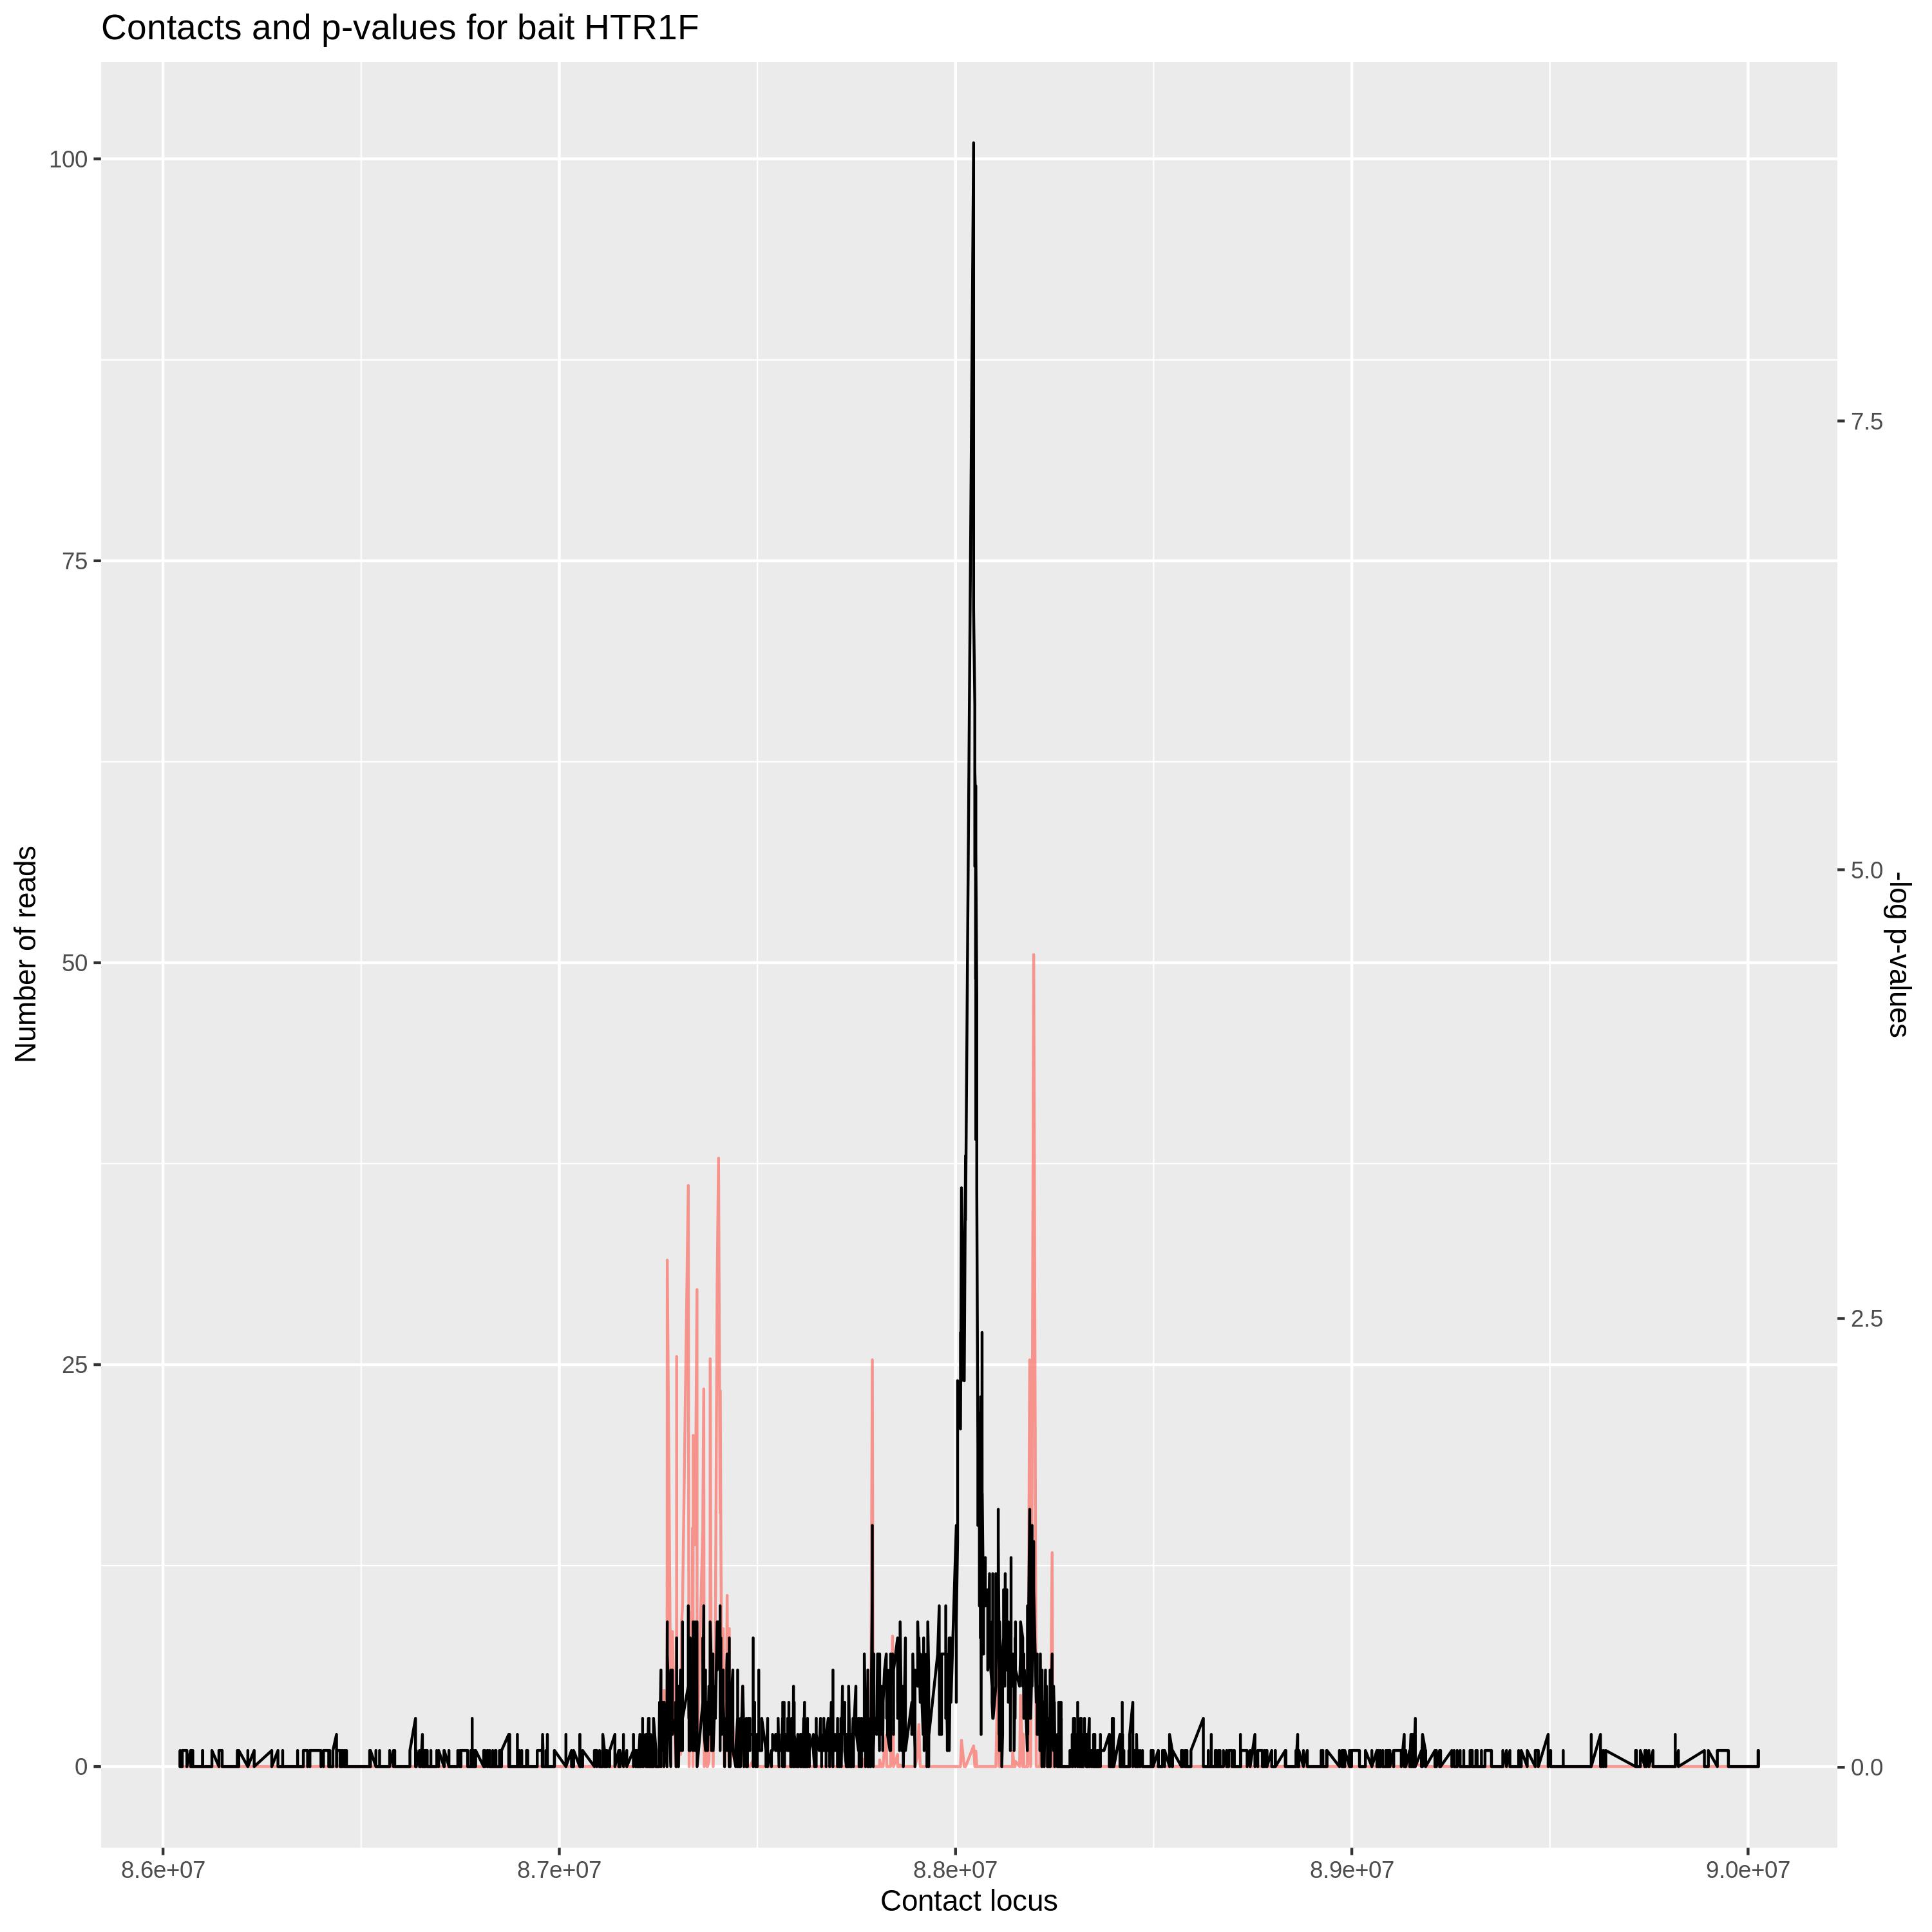 Contacts and p-values for bait HTR1F
100
75
50
25
0
Number of reads
7.5
5.0
2.5
0.0
-log p-values
8.6e+07
8.7e+07
8.8e+07
8.9e+07
9.0e+07
Contact locus